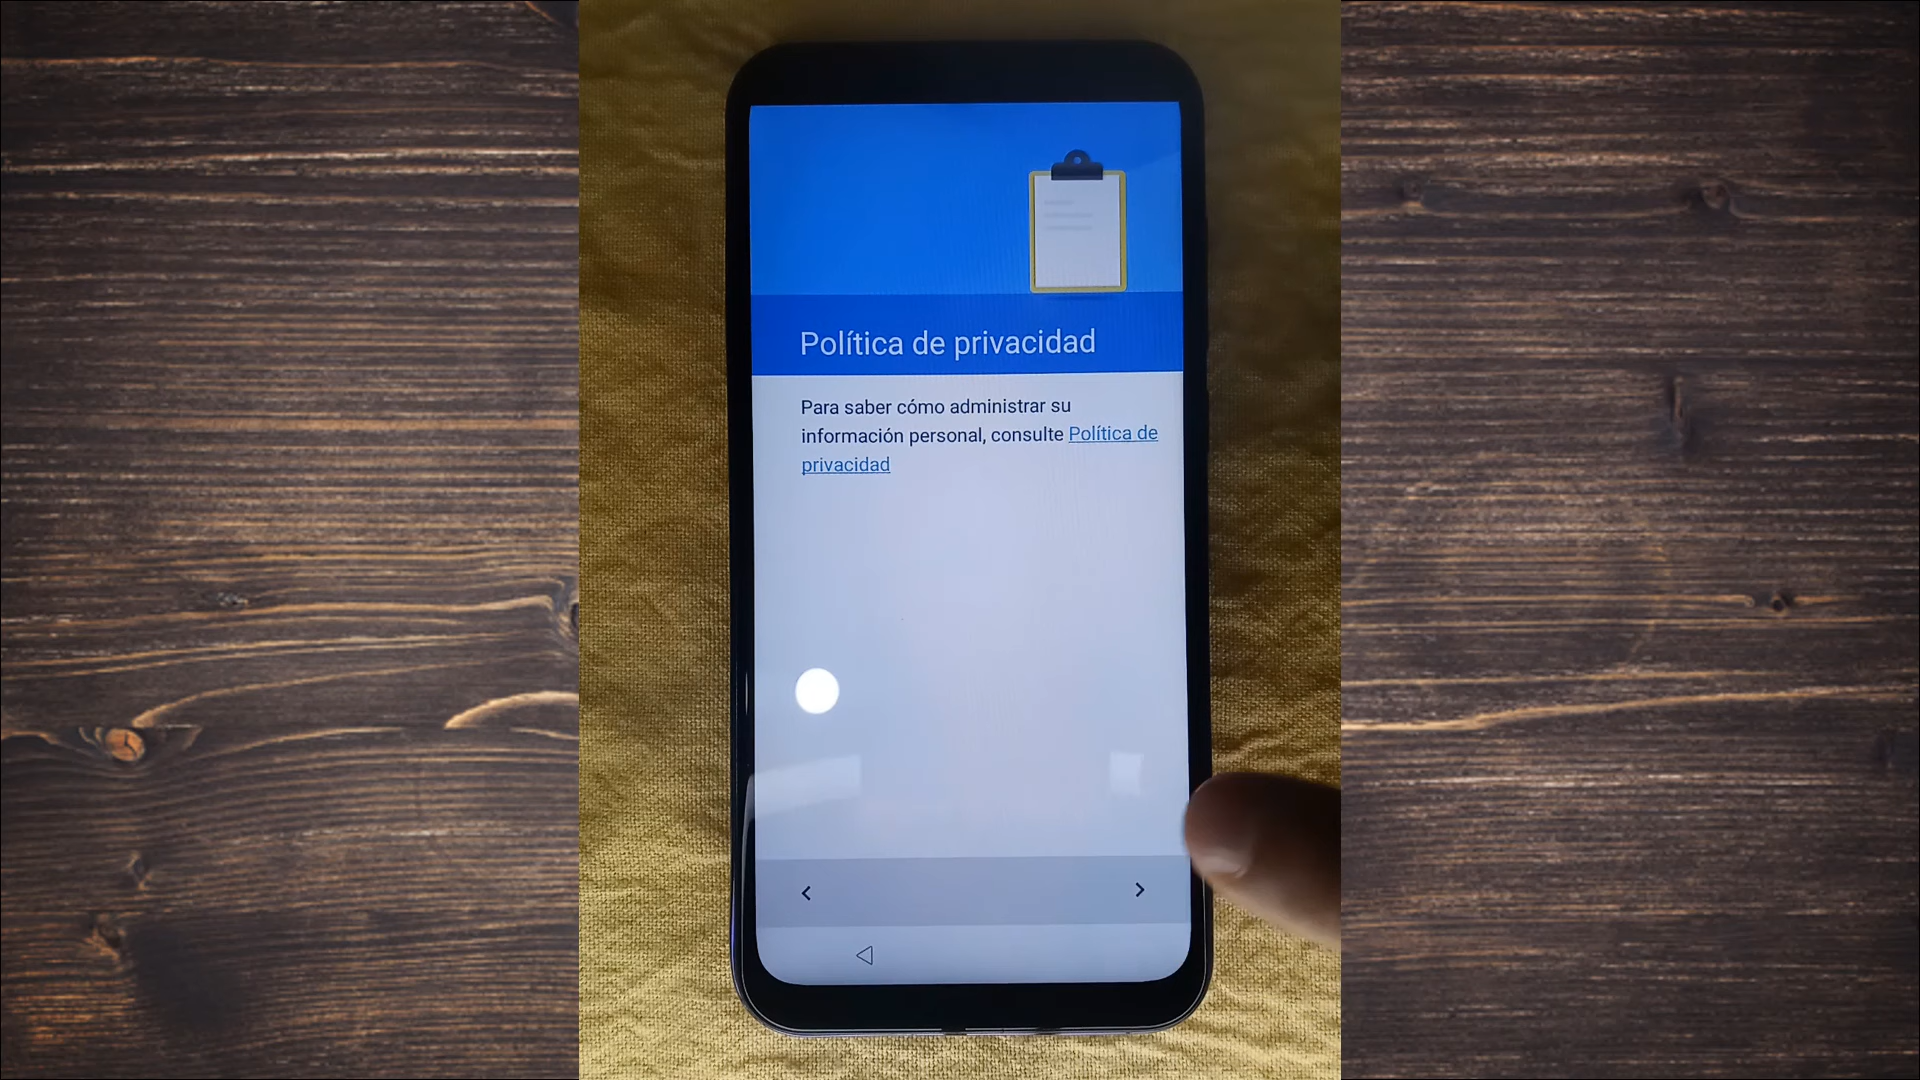 Política de privacidad
Para saber cómo administrar su
información personal, consulte Política de
privacidad